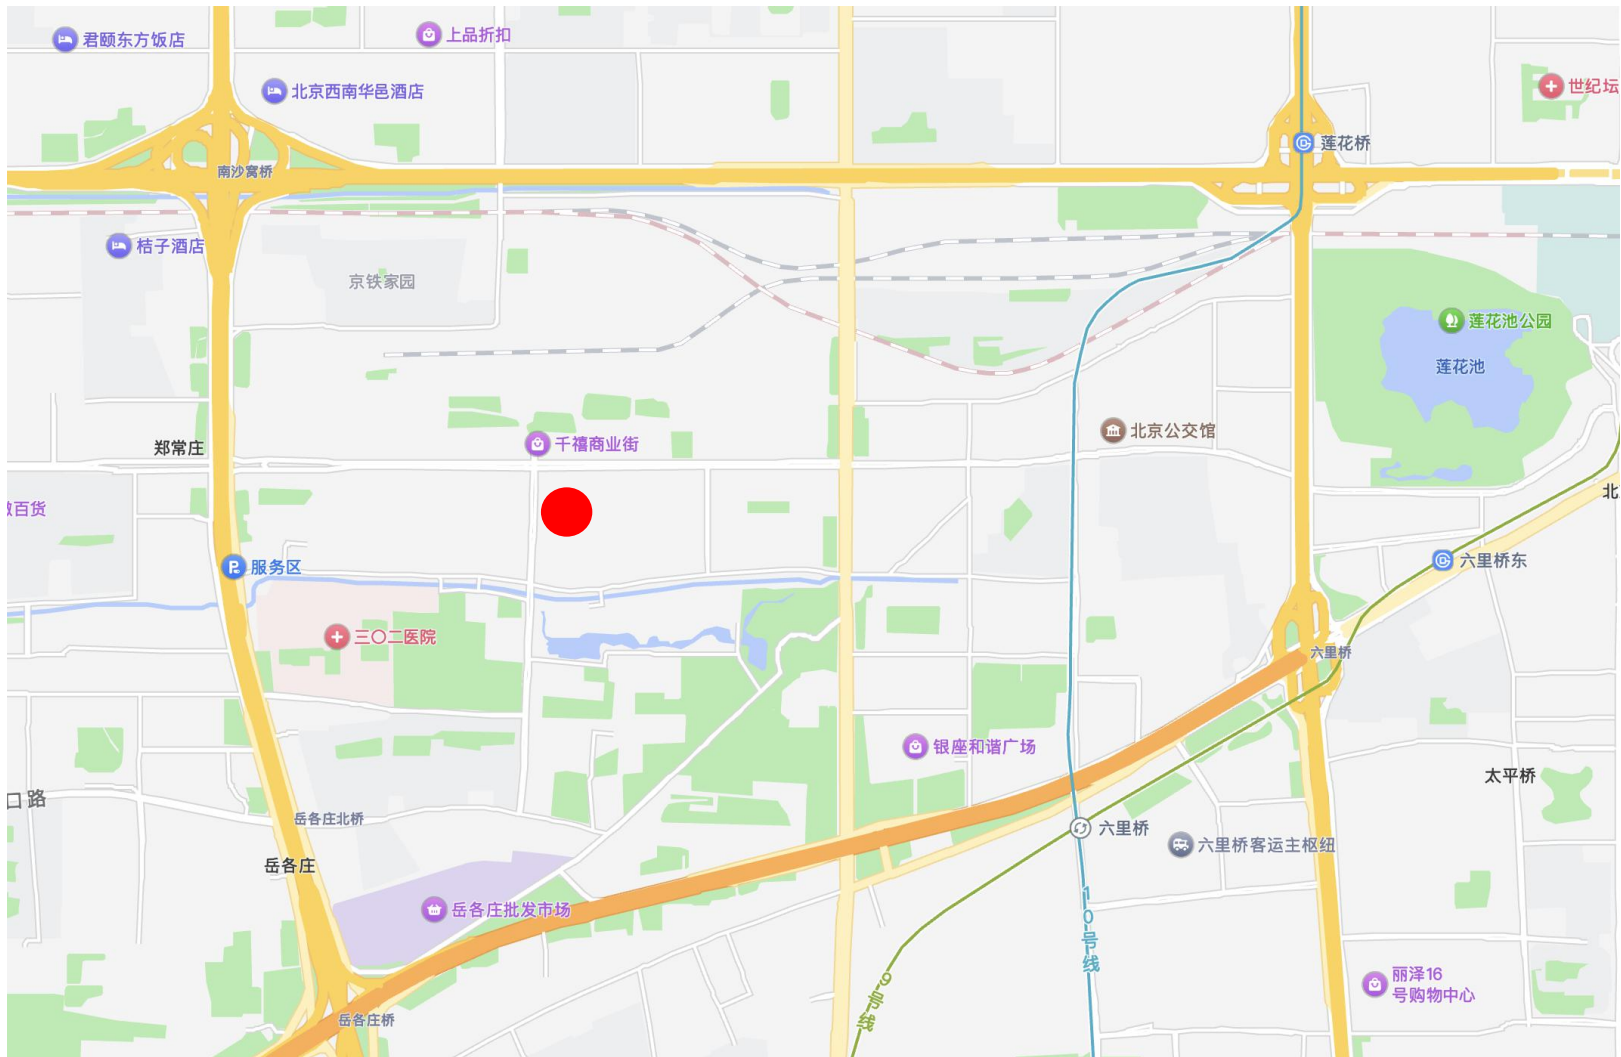 君颐东方饭店
上品折扣
北京西南华邑酒店
世纪坛
莲花桥
南沙窝桥
桔子酒店
京铁家园
莲花池公园
莲花池
北京公交馆
千禧商业街
郑常庄
北
百货
服务区
六里桥东
三〇二医院
六里桥
银座和谐广场
太平桥
口路
岳各庄北桥
六里桥
六里桥客运主枢纽
岳各庄
岳各庄批发市场
10号线
9号线
丽泽16
号购物中心
岳各庄桥